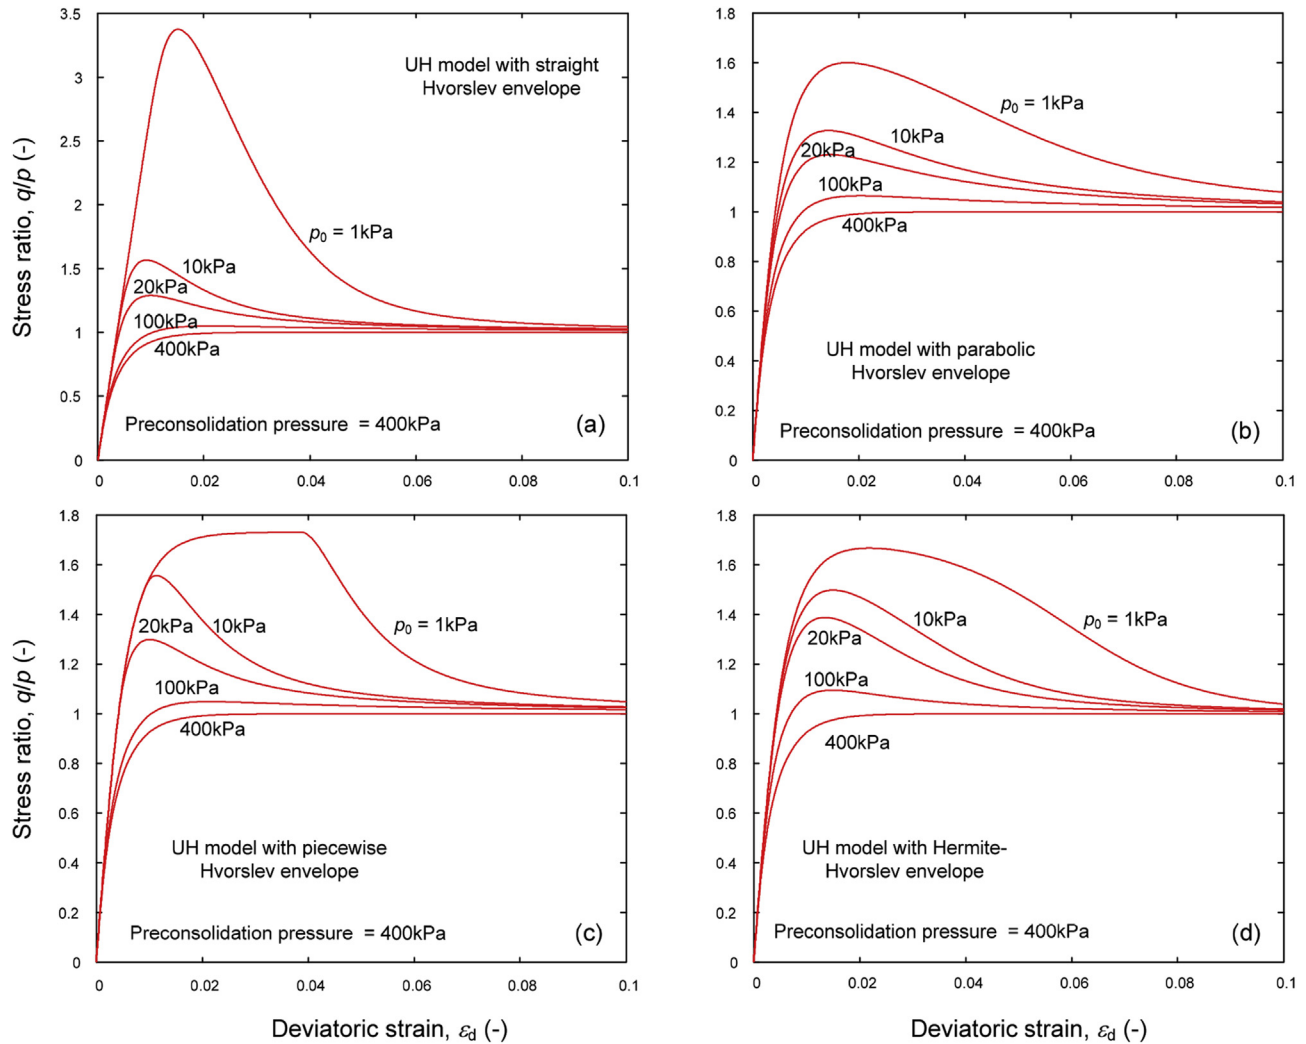 3.5
3
2.5
2
1.5
1
0.5
0
0
0.02
0.04
0.06
0.08
0.1
Stress ratio, q/p (-)
UH model with straight
Hvorslev envelope
p0 = 1kPa
10kPa
20kPa
100kPa
400kPa
Preconsolidation pressure = 400kPa
(a)
1.8
1.6
1.4
1.2
1
0.8
0.6
0.4
0.2
0
0
0.02
0.04
0.06
0.08
0.1
p0 = 1kPa
10kPa
20kPa
100kPa
400kPa
UH model with parabolic
Hvorslev envelope
Preconsolidation pressure = 400kPa
(b)
1.8
1.6
1.4
1.2
1
0.8
0.6
0.4
0.2
0
0
0.02
0.04
0.06
0.08
0.1
Stress ratio, q/p (-)
20kPa
10kPa
p0 = 1kPa
100kPa
400kPa
UH model with piecewise
Hvorslev envelope
Preconsolidation pressure = 400kPa
(c)
Deviatoric strain, εd (-)
1.8
1.6
1.4
1.2
1
0.8
0.6
0.4
0.2
0
0
0.02
0.04
0.06
0.08
0.1
10kPa
20kPa
p0 = 1kPa
100kPa
400kPa
UH model with Hermite-
Hvorslev envelope
Preconsolidation pressure = 400kPa
(d)
Deviatoric strain, εd (-)